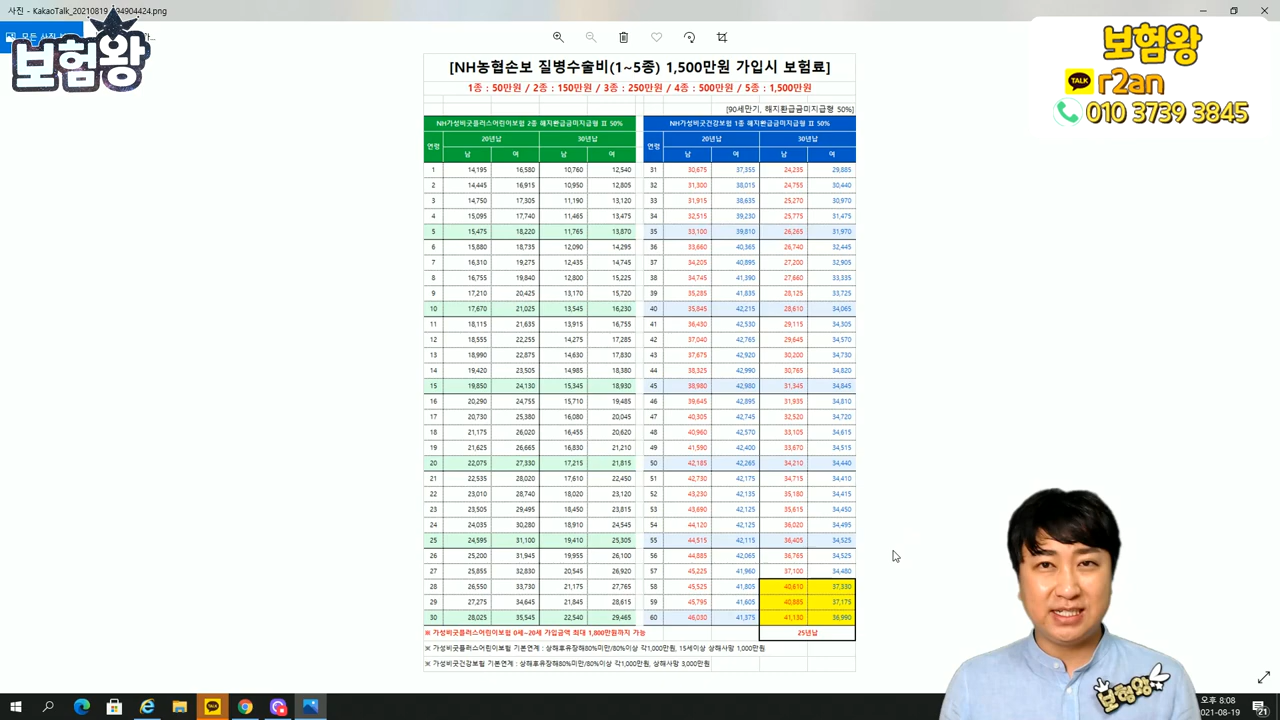 사진 - KakaoTalk_20210819_194904424.png
보험왕
보험왕
TALK r2an
010 3739 3845
[NH농협손보 질병수술비(1~5종) 1,500만원 가입시 보험료]
1종 : 50만원 / 2종 : 150만원 / 3종 : 250만원 / 4종 : 500만원 / 5종 : 1,500만원
[90세만기, 해지환급금미지급형 50%]
NH가성비굿플러스어린이보험 2종 해지환급금미지급형 Ⅱ 50% NH가성비굿건강보험 1종 해지환급금미지급형 Ⅱ 50%
연령 20년납 30년납 연령 20년납 30년납
남 여 남 여 남 여 남 여
1 14,195 16,580 10,760 12,540 31 30,675 37,355 24,235 29,885
2 14,445 16,915 10,950 12,805 32 31,300 38,015 24,755 30,440
3 14,750 17,305 11,190 13,120 33 31,915 38,635 25,270 30,970
4 15,095 17,740 11,465 13,475 34 32,515 39,230 25,775 31,475
5 15,475 18,220 11,765 13,870 35 33,100 39,810 26,265 31,970
6 15,880 18,735 12,090 14,295 36 33,660 40,365 26,740 32,445
7 16,310 19,275 12,435 14,745 37 34,205 40,895 27,200 32,905
8 16,755 19,840 12,800 15,225 38 34,745 41,390 27,660 33,335
9 17,210 20,425 13,170 15,720 39 35,285 41,835 28,125 33,725
10 17,670 21,025 13,545 16,230 40 35,845 42,215 28,610 34,065
11 18,115 21,635 13,915 16,755 41 36,430 42,530 29,115 34,305
12 18,555 22,255 14,275 17,285 42 37,040 42,765 29,645 34,570
13 18,990 22,875 14,630 17,830 43 37,675 42,920 30,200 34,730
14 19,420 23,505 14,985 18,380 44 38,325 42,990 30,765 34,820
15 19,850 24,130 15,345 18,930 45 38,980 42,980 31,345 34,845
16 20,290 24,755 15,710 19,485 46 39,645 42,895 31,935 34,810
17 20,730 25,380 16,080 20,045 47 40,305 42,745 32,520 34,720
18 21,175 26,020 16,455 20,620 48 40,960 42,570 33,105 34,615
19 21,625 26,665 16,830 21,210 49 41,590 42,400 33,670 34,515
20 22,075 27,330 17,215 21,815 50 42,185 42,265 34,210 34,440
21 22,535 28,020 17,610 22,450 51 42,730 42,175 34,715 34,410
22 23,010 28,740 18,020 23,120 52 43,230 42,135 35,180 34,415
23 23,505 29,495 18,450 23,815 53 43,690 42,125 35,615 34,450
24 24,035 30,280 18,910 24,545 54 44,120 42,125 36,020 34,495
25 24,595 31,100 19,410 25,305 55 44,515 42,115 36,405 34,525
26 25,200 31,945 19,955 26,100 56 44,885 42,065 36,765 34,525
27 25,855 32,830 20,545 26,920 57 45,225 41,960 37,100 34,480
28 26,550 33,730 21,175 27,765 58 45,525 41,805 40,610 37,330
29 27,275 34,645 21,845 28,615 59 45,795 41,605 40,885 37,175
30 28,025 35,545 22,540 29,465 60 46,030 41,375 41,130 36,990
※ 가성비굿플러스어린이보험 0세~20세 가입금액 최대 1,800만원까지 가능 25년납
※ 가성비굿플러스어린이보험 기본연계 : 상해후유장해80%미만/80%이상 각1,000만원, 15세이상 상해사망 1,000만원
※ 가성비굿건강보험 기본연계 : 상해후유장해80%미만/80%이상 각1,000만원, 상해사망 3,000만원
보험왕
TALK
오후 8:08
2021-08-19
21